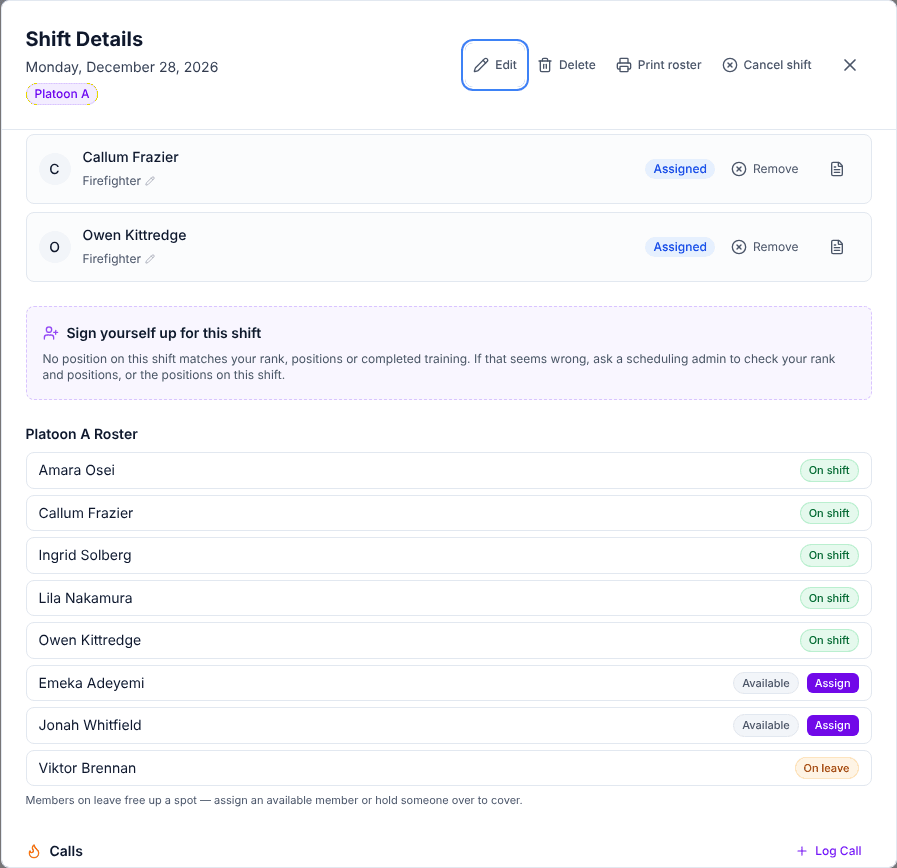 Shift Details
Monday, December 28, 2026
Platoon A
Edit
Delete
Print roster
Cancel shift
C
Callum Frazier
Firefighter
Assigned
Remove
O
Owen Kittredge
Firefighter
Assigned
Remove
Sign yourself up for this shift
No position on this shift matches your rank, positions or completed training. If that seems wrong, ask a scheduling admin to check your rank
and positions, or the positions on this shift.
Platoon A Roster
Amara Osei On shift
Callum Frazier On shift
Ingrid Solberg On shift
Lila Nakamura On shift
Owen Kittredge On shift
Emeka Adeyemi Available Assign
Jonah Whitfield Available Assign
Viktor Brennan On leave
Members on leave free up a spot — assign an available member or hold someone over to cover.
Calls
Log Call